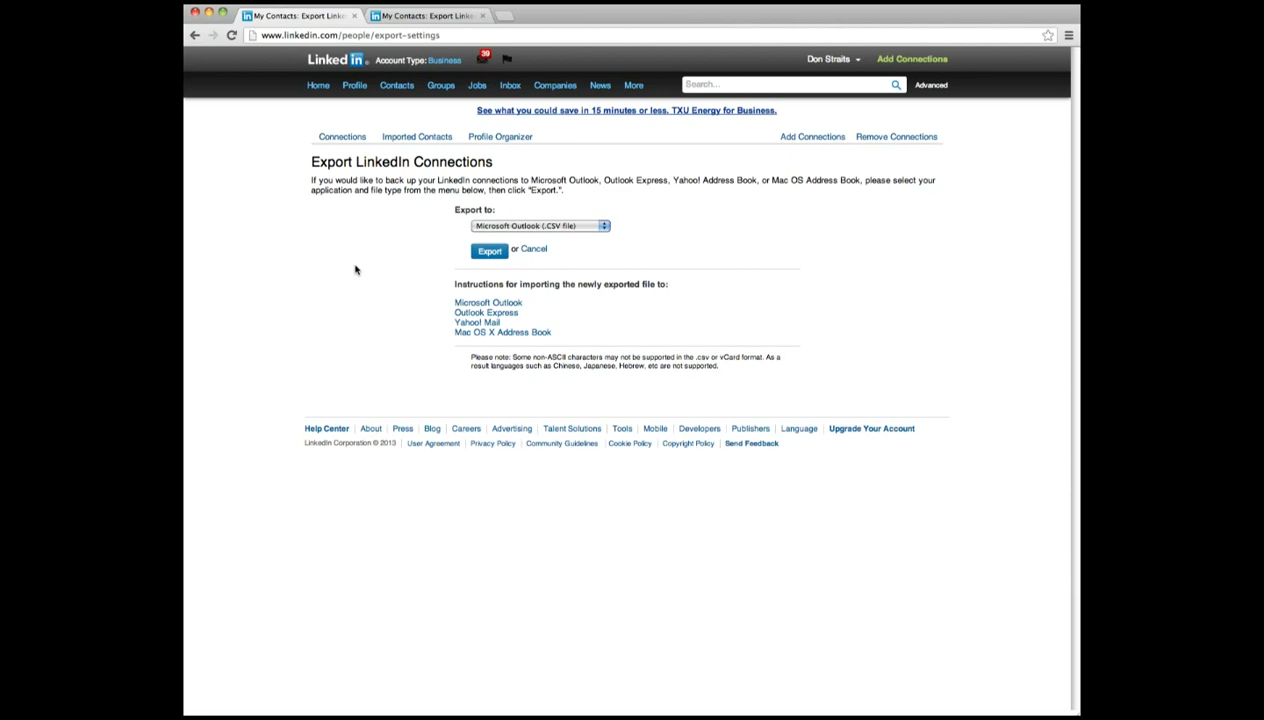 My Contacts: Export Linke
My Contacts: Export Linke
www.linkedin.com/people/export-settings
Linked in. Account Type: Business 39 Don Straits Add Connections
Home Profile Contacts Groups Jobs Inbox Companies News More Search... Advanced
See what you could save in 15 minutes or less. TXU Energy for Business.
Connections Imported Contacts Profile Organizer Add Connections Remove Connections
Export LinkedIn Connections
If you would like to back up your LinkedIn connections to Microsoft Outlook, Outlook Express, Yahoo! Address Book, or Mac OS Address Book, please select your
application and file type from the menu below, then click "Export.".
Export to:
Microsoft Outlook (.CSV file)
Export or Cancel
Instructions for importing the newly exported file to:
Microsoft Outlook
Outlook Express
Yahoo! Mail
Mac OS X Address Book
Please note: Some non-ASCII characters may not be supported in the .csv or vCard format. As a
result languages such as Chinese, Japanese, Hebrew, etc are not supported.
Help Center About Press Blog Careers Advertising Talent Solutions Tools Mobile Developers Publishers Language Upgrade Your Account
LinkedIn Corporation © 2013 User Agreement Privacy Policy Community Guidelines Cookie Policy Copyright Policy Send Feedback